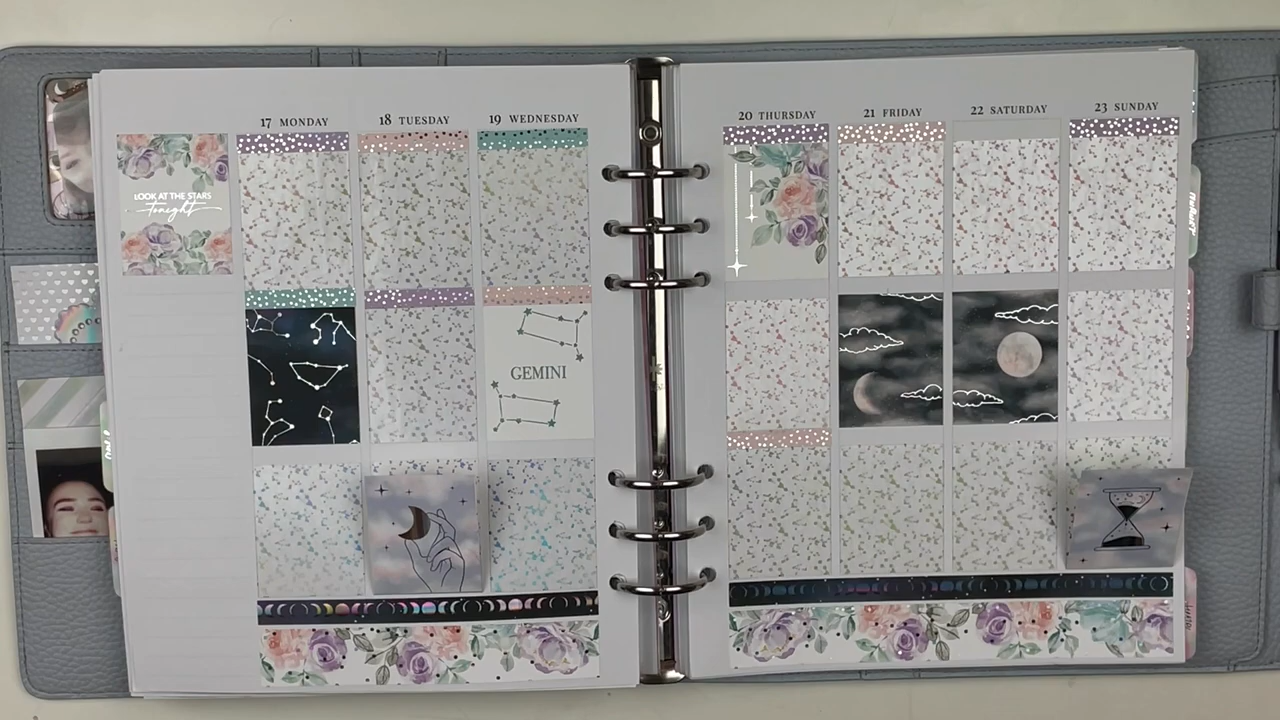 17 MONDAY
18 TUESDAY
19 WEDNESDAY
20 THURSDAY
21 FRIDAY
22 SATURDAY
23 SUNDAY
LOOK AT THE STARS
tonight
GEMINI